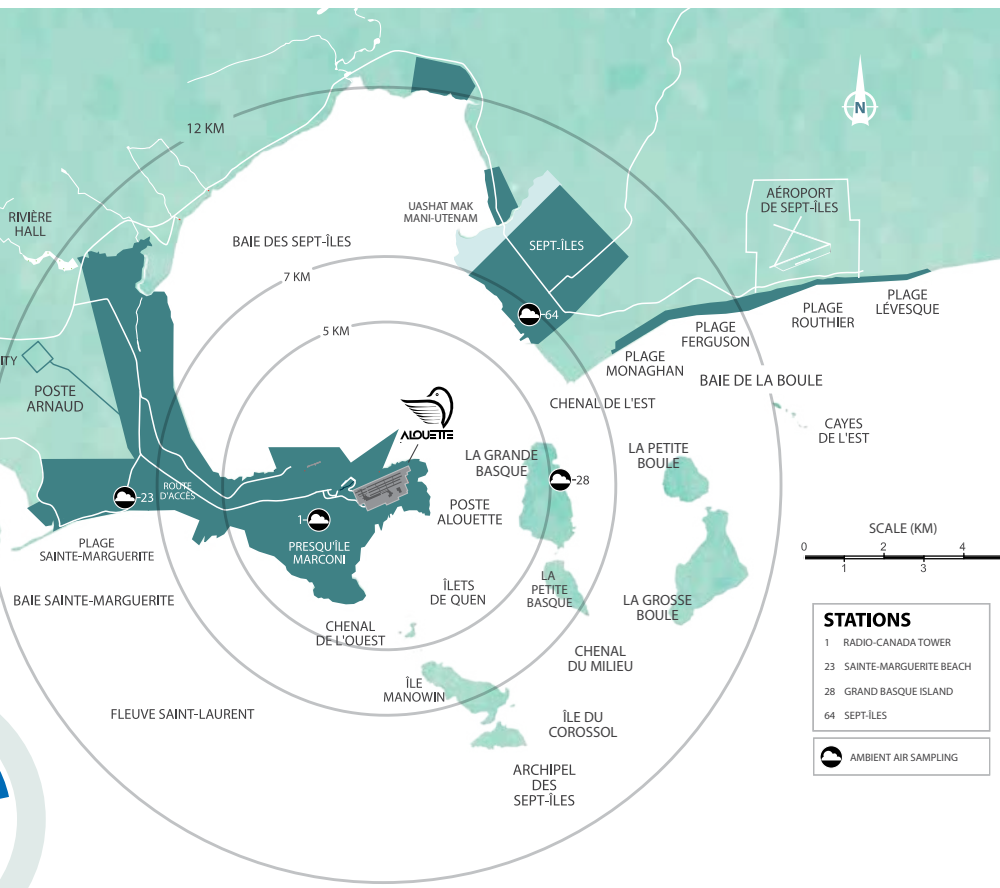 12 KM
N
RIVIÈRE
HALL
UASHAT MAK
MANI-UTENAM
AÉROPORT
DE SEPT-ÎLES
BAIE DES SEPT-ÎLES
SEPT-ÎLES
7 KM
64
5 KM
PLAGE
LÉVESQUE
PLAGE
ROUTHIER
PLAGE
FERGUSON
PLAGE
MONAGHAN
ITY
POSTE
ARNAUD
BAIE DE LA BOULE
CHENAL DE L'EST
ALOUETTE
CAYES
DE L'EST
LA GRANDE
BASQUE
LA PETITE
BOULE
28
23
ROUTE
D'ACCÈS
POSTE
ALOUETTE
1
PRESQU'ÎLE
MARCONI
PLAGE
SAINTE-MARGUERITE
SCALE (KM)
0 2 4
1 3
BAIE SAINTE-MARGUERITE
ÎLETS
DE QUEN
LA
PETITE
BASQUE
LA GROSSE
BOULE
CHENAL
DE L'OUEST
CHENAL
DU MILIEU
ÎLE
MANOWIN
FLEUVE SAINT-LAURENT
ÎLE DU
COROSSOL
ARCHIPEL
DES
SEPT-ÎLES
STATIONS
1 RADIO-CANADA TOWER
23 SAINTE-MARGUERITE BEACH
28 GRAND BASQUE ISLAND
64 SEPT-ÎLES
AMBIENT AIR SAMPLING